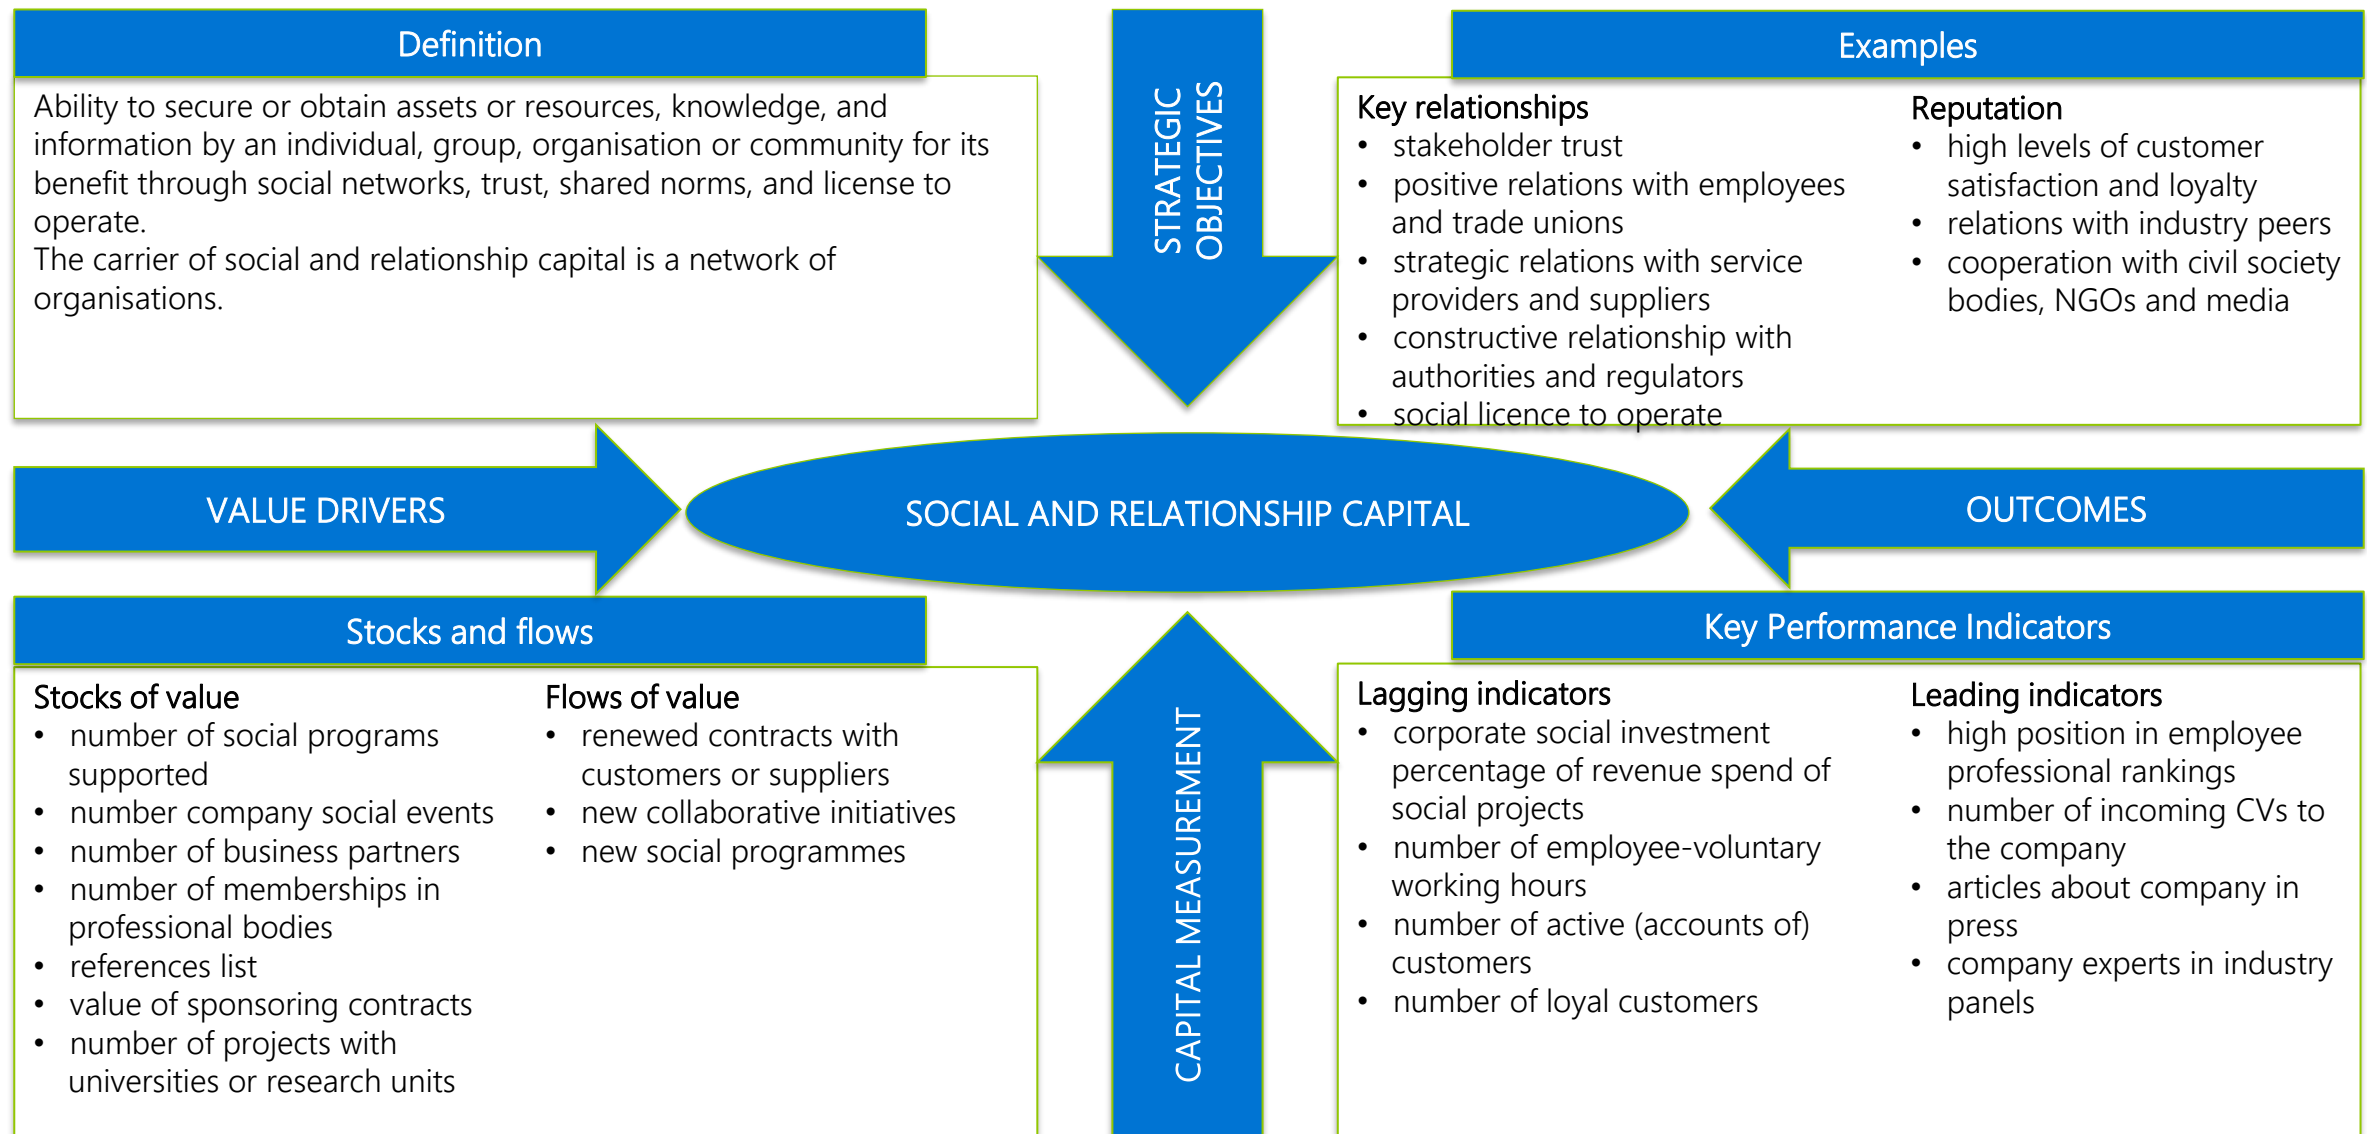 Definition
Ability to secure or obtain assets or resources, knowledge, and
information by an individual, group, organisation or community for its
benefit through social networks, trust, shared norms, and license to
operate.
The carrier of social and relationship capital is a network of
organisations.
STRATEGIC
OBJECTIVES
Examples
Key relationships
• stakeholder trust
• positive relations with employees
and trade unions
• strategic relations with service
providers and suppliers
• constructive relationship with
authorities and regulators
• social licence to operate
Reputation
• high levels of customer
satisfaction and loyalty
• relations with industry peers
• cooperation with civil society
bodies, NGOs and media
VALUE DRIVERS
SOCIAL AND RELATIONSHIP CAPITAL
OUTCOMES
Stocks and flows
Stocks of value
• number of social programs
supported
• number company social events
• number of business partners
• number of memberships in
professional bodies
• references list
• value of sponsoring contracts
• number of projects with
universities or research units
Flows of value
• renewed contracts with
customers or suppliers
• new collaborative initiatives
• new social programmes
CAPITAL MEASUREMENT
Key Performance Indicators
Lagging indicators
• corporate social investment
percentage of revenue spend of
social projects
• number of employee-voluntary
working hours
• number of active (accounts of)
customers
• number of loyal customers
Leading indicators
• high position in employee
professional rankings
• number of incoming CVs to
the company
• articles about company in
press
• company experts in industry
panels